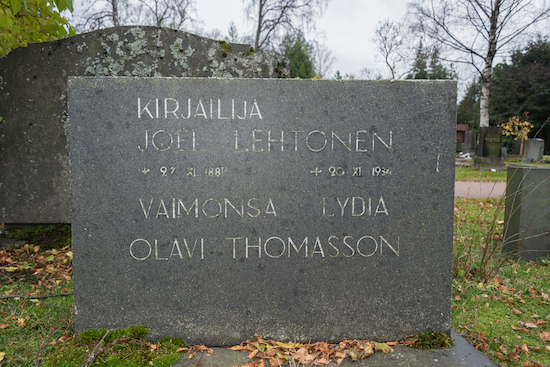 KIRJAILIJA
JOEL LEHTONEN
* 27 XI. 1881 + 20 XI. 1934
VAIMONSA LYDIA
OLAVI THOMASSON